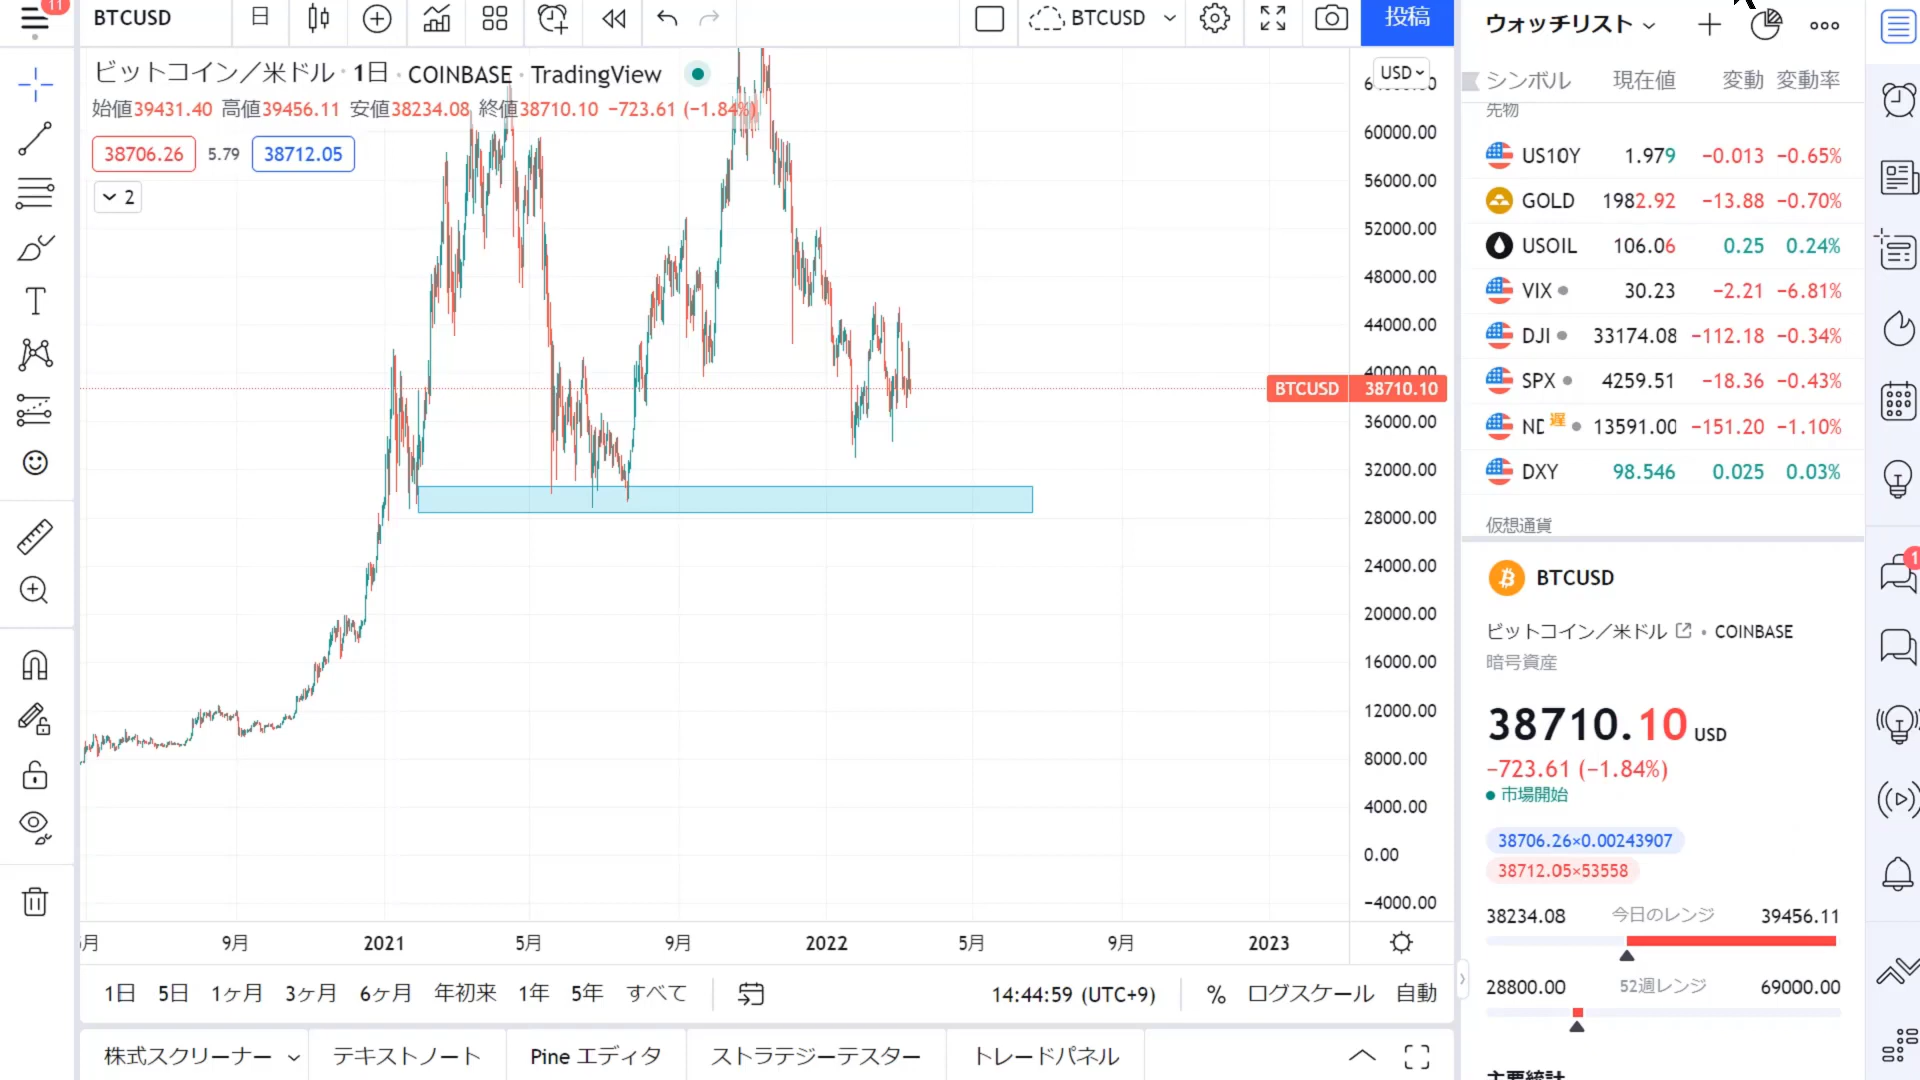 11
BTCUSD
日
BTCUSD
投稿
ビットコイン／米ドル · 1日 · COINBASE · TradingView
始値39431.40 高値39456.11 安値38234.08 終値38710.10 −723.61 (−1.84%)
38706.26 5.79 38712.05
2
USD
60000.00
56000.00
52000.00
48000.00
44000.00
40000.00
BTCUSD 38710.10
36000.00
32000.00
28000.00
24000.00
20000.00
16000.00
12000.00
8000.00
4000.00
0.00
−4000.00
月 9月 2021 5月 9月 2022 5月 9月 2023
1日 5日 1ヶ月 3ヶ月 6ヶ月 年初来 1年 5年 すべて
14:44:59 (UTC+9) % ログスケール 自動
株式スクリーナー テキストノート Pine エディタ ストラテジーテスター トレードパネル
ウォッチリスト
シンボル 現在値 変動 変動率
先物
US10Y 1.979 −0.013 −0.65%
GOLD 1982.92 −13.88 −0.70%
USOIL 106.06 0.25 0.24%
VIX 30.23 −2.21 −6.81%
DJI 33174.08 −112.18 −0.34%
SPX 4259.51 −18.36 −0.43%
ND 遅 13591.00 −151.20 −1.10%
DXY 98.546 0.025 0.03%
仮想通貨
BTCUSD
ビットコイン／米ドル • COINBASE
暗号資産
38710.10 USD
−723.61 (−1.84%)
市場開始
38706.26×0.00243907
38712.05×53558
38234.08 今日のレンジ 39456.11
28800.00 52週レンジ 69000.00
主要統計
1